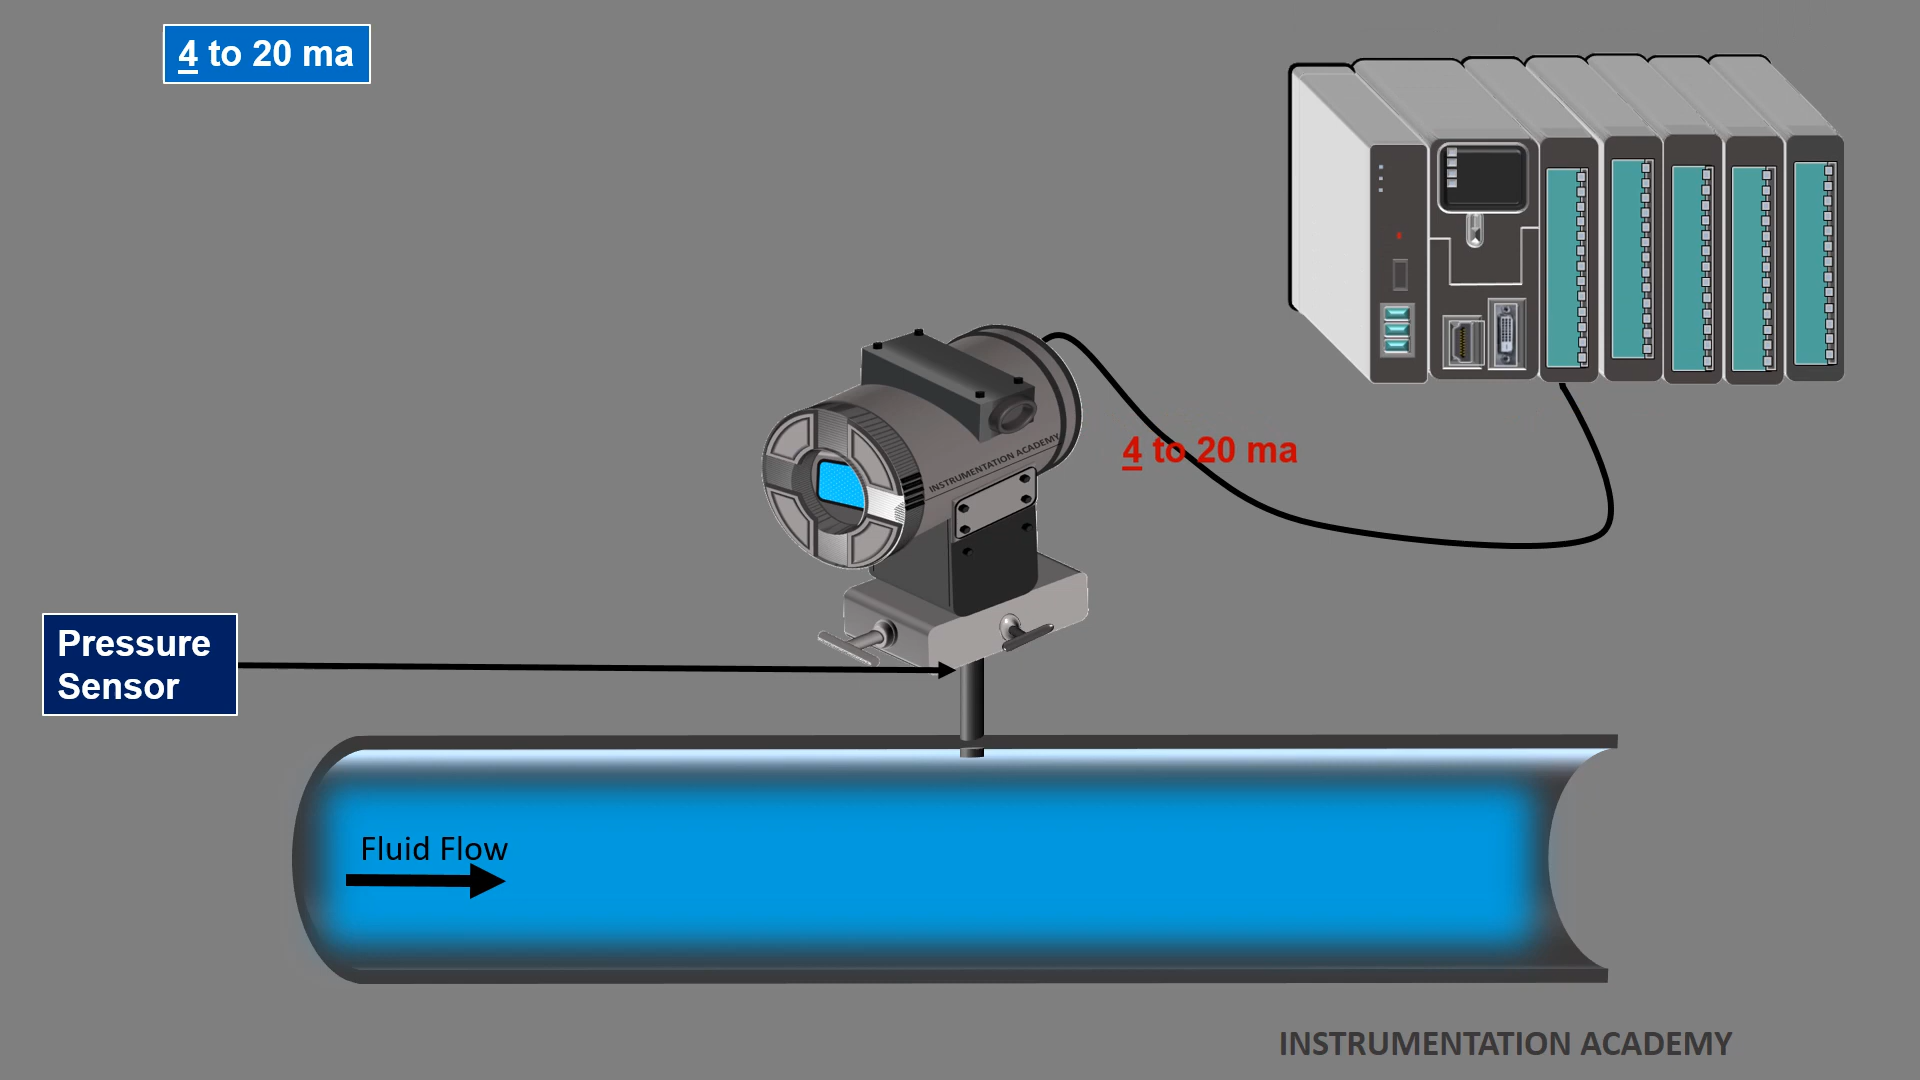 4 to 20 ma
INSTRUMENTATION ACADEMY
4 to 20 ma
Pressure
Sensor
Fluid Flow
INSTRUMENTATION ACADEMY